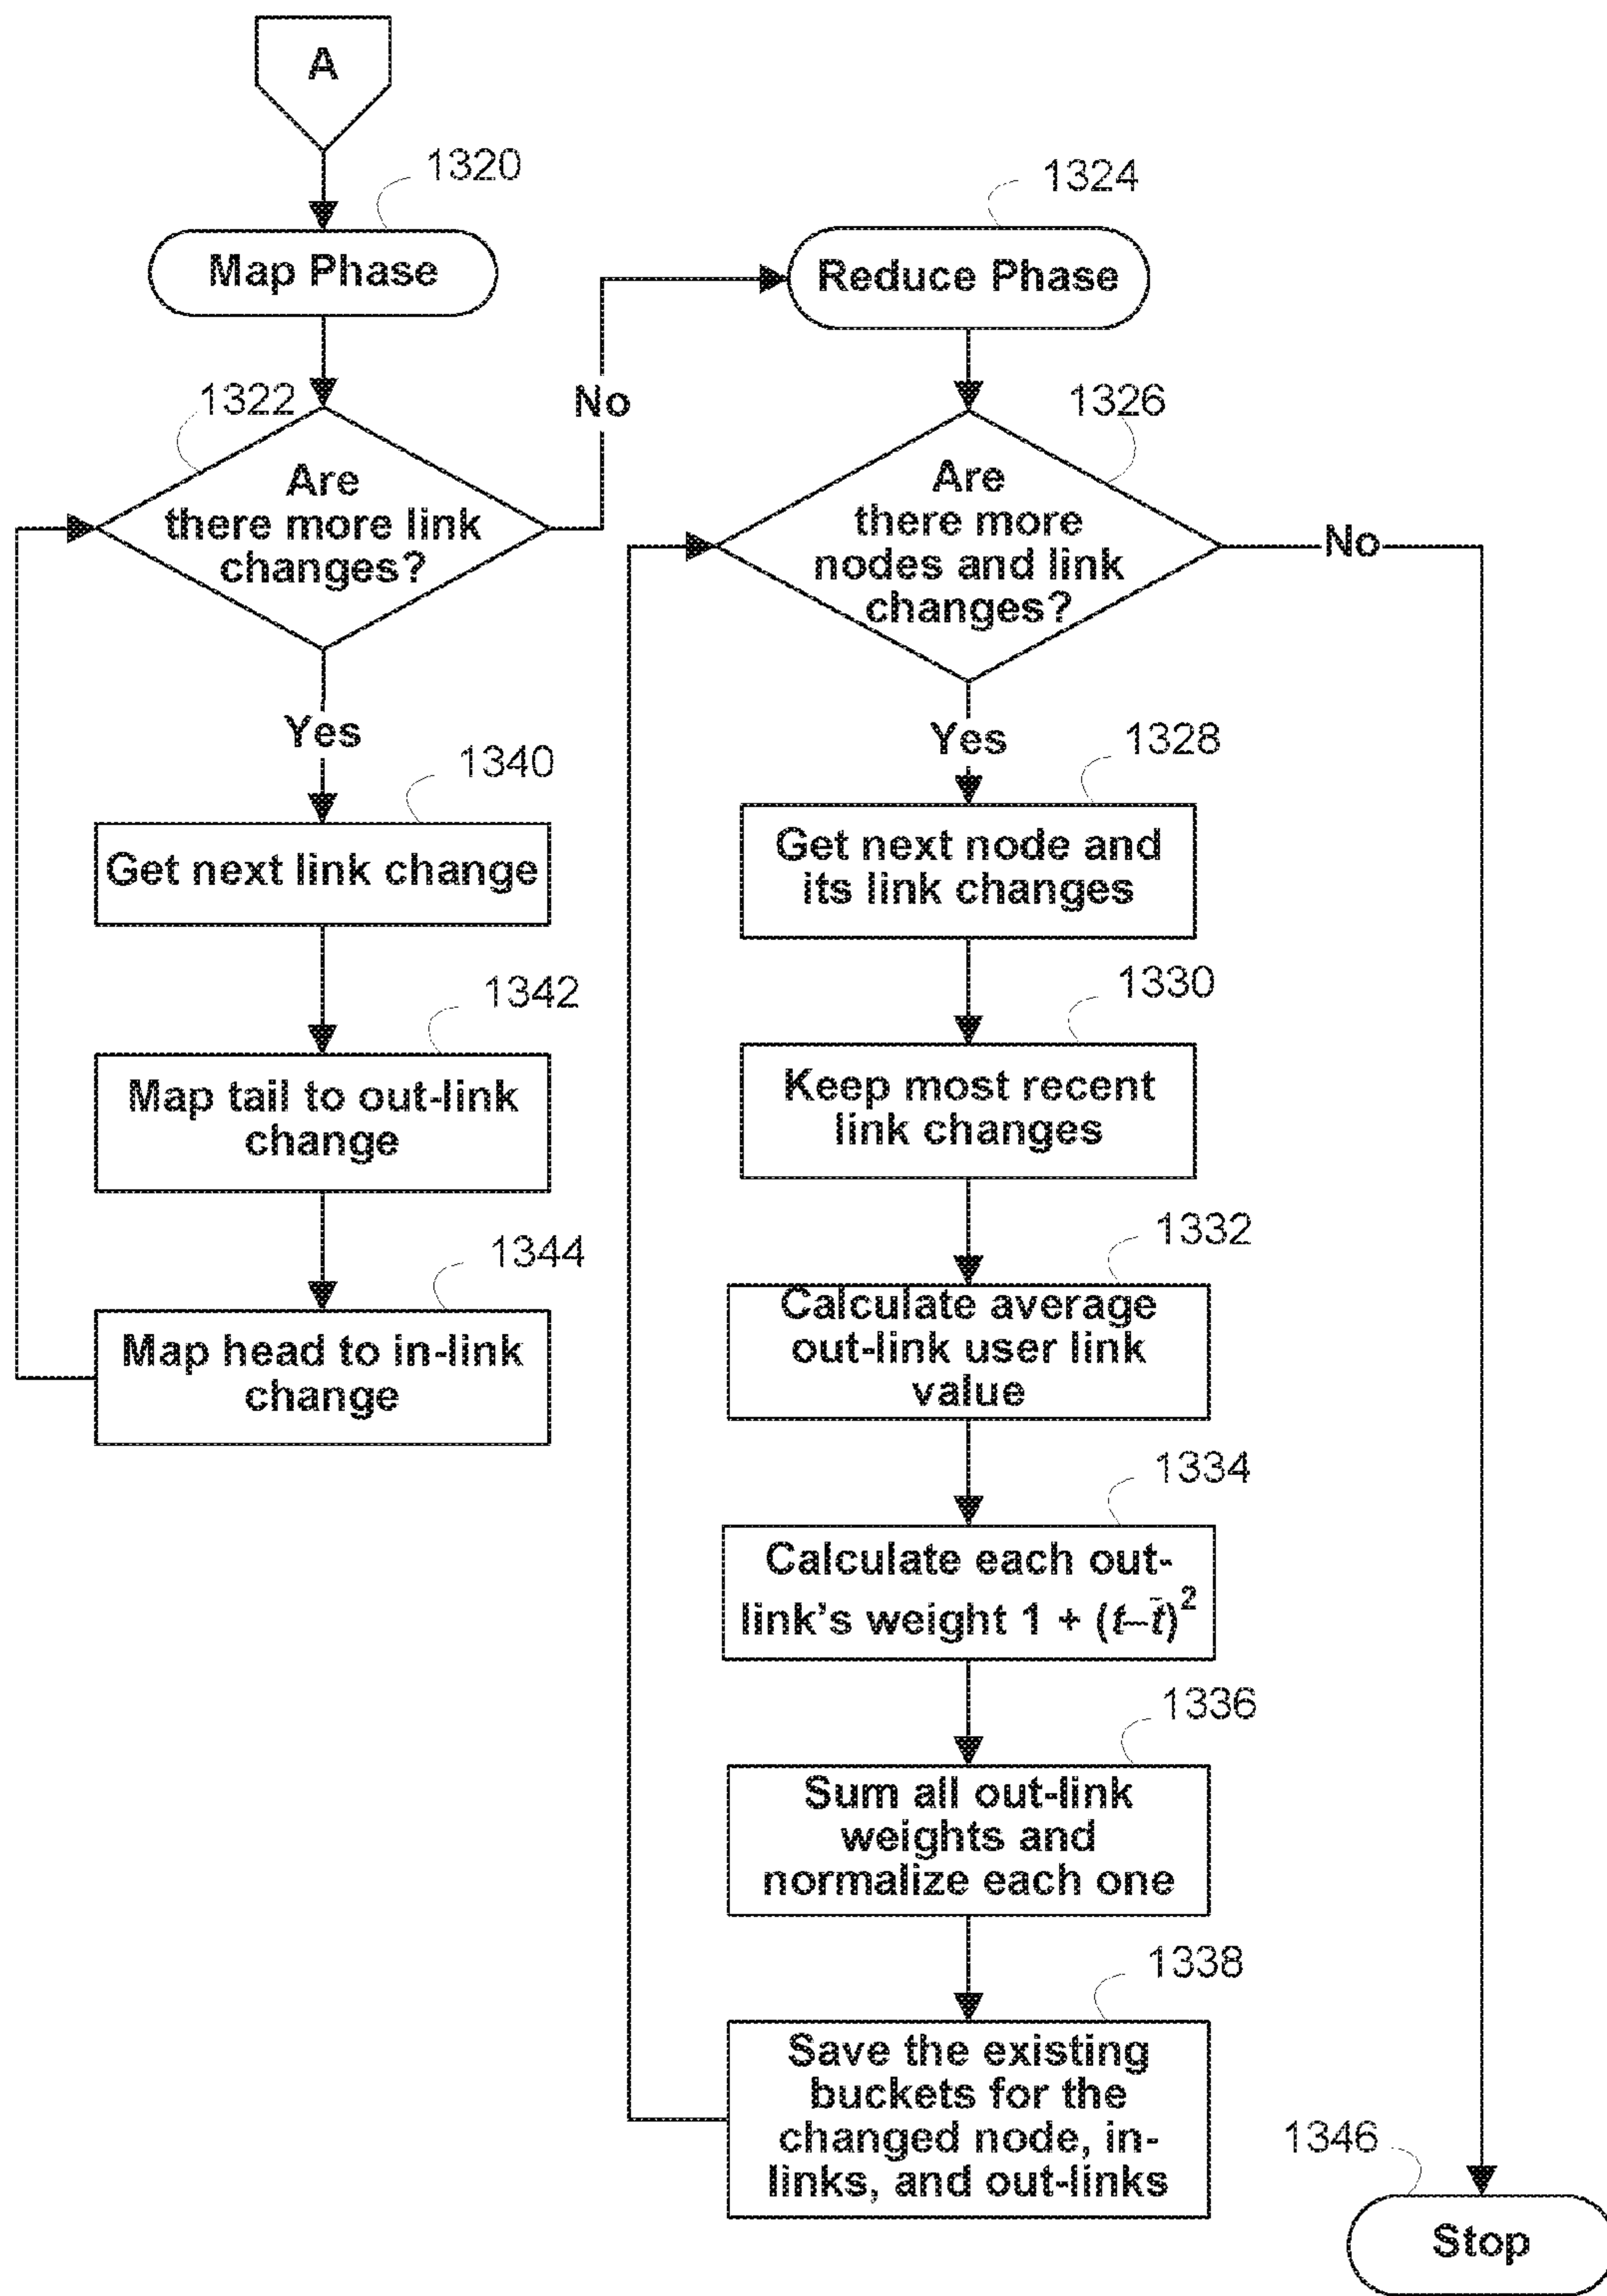 A
1320
Map Phase
1322
Are
there more link
changes?
No
Yes
1340
Get next link change
1342
Map tail to out-link
change
1344
Map head to in-link
change
1324
Reduce Phase
1326
Are
there more
nodes and link
changes?
No
Yes
1328
Get next node and
its link changes
1330
Keep most recent
link changes
1332
Calculate average
out-link user link
value
1334
Calculate each out-
link's weight 1 + (t–t̄)²
1336
Sum all out-link
weights and
normalize each one
1338
Save the existing
buckets for the
changed node, in-
links, and out-links
1346
Stop